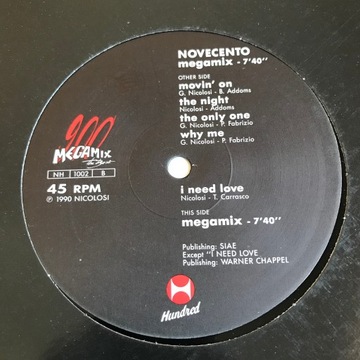 NOVECENTO
megamix - 7'40"
OTHER SIDE
movin' on
G. Nicolosi - B. Addoms
the night
Nicolosi - Addoms
the only one
G. Nicolosi - P. Fabrizio
why me
G. Nicolosi - P. Fabrizio
i need love
Nicolosi - T. Carrasco
THIS SIDE
megamix - 7'40"
Publishing: SIAE
Except "I NEED LOVE
Publishing: WARNER CHAPPEL
900
MEGAMIX
NH 1002 B
45 RPM
℗ 1990 NICOLOSI
Hundred